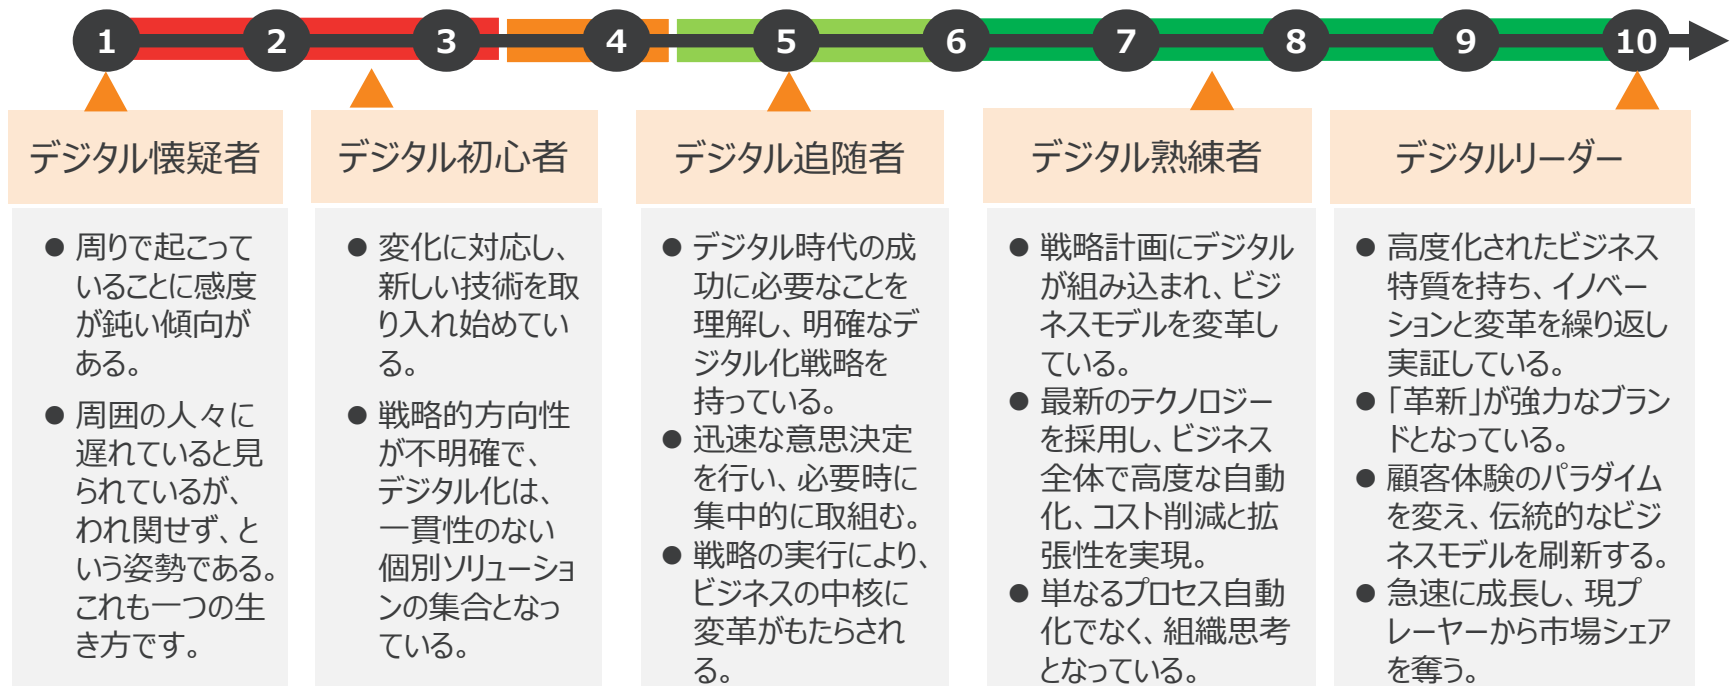 1 2 3 4 5 6 7 8 9 10
デジタル懐疑者
● 周りで起こって
いることに感度
が鈍い傾向が
ある。
● 周囲の人々に
遅れていると見
られているが、
われ関せず、と
いう姿勢である。
これも一つの生
き方です。
デジタル初心者
● 変化に対応し、
新しい技術を取
り入れ始めてい
る。
● 戦略的方向性
が不明確で、
デジタル化は、
一貫性のない
個別ソリューショ
ンの集合となっ
ている。
デジタル追随者
● デジタル時代の成
功に必要なことを
理解し、明確なデ
ジタル化戦略を
持っている。
● 迅速な意思決定
を行い、必要時に
集中的に取組む。
● 戦略の実行により、
ビジネスの中核に
変革がもたらされ
る。
デジタル熟練者
● 戦略計画にデジタル
が組み込まれ、ビジ
ネスモデルを変革し
ている。
● 最新のテクノロジー
を採用し、ビジネス
全体で高度な自動
化、コスト削減と拡
張性を実現。
● 単なるプロセス自動
化でなく、組織思考
となっている。
デジタルリーダー
● 高度化されたビジネス
特質を持ち、イノベー
ションと変革を繰り返し
実証している。
● 「革新」が強力なブラン
ドとなっている。
● 顧客体験のパラダイム
を変え、伝統的なビジ
ネスモデルを刷新する。
● 急速に成長し、現プ
レーヤーから市場シェア
を奪う。